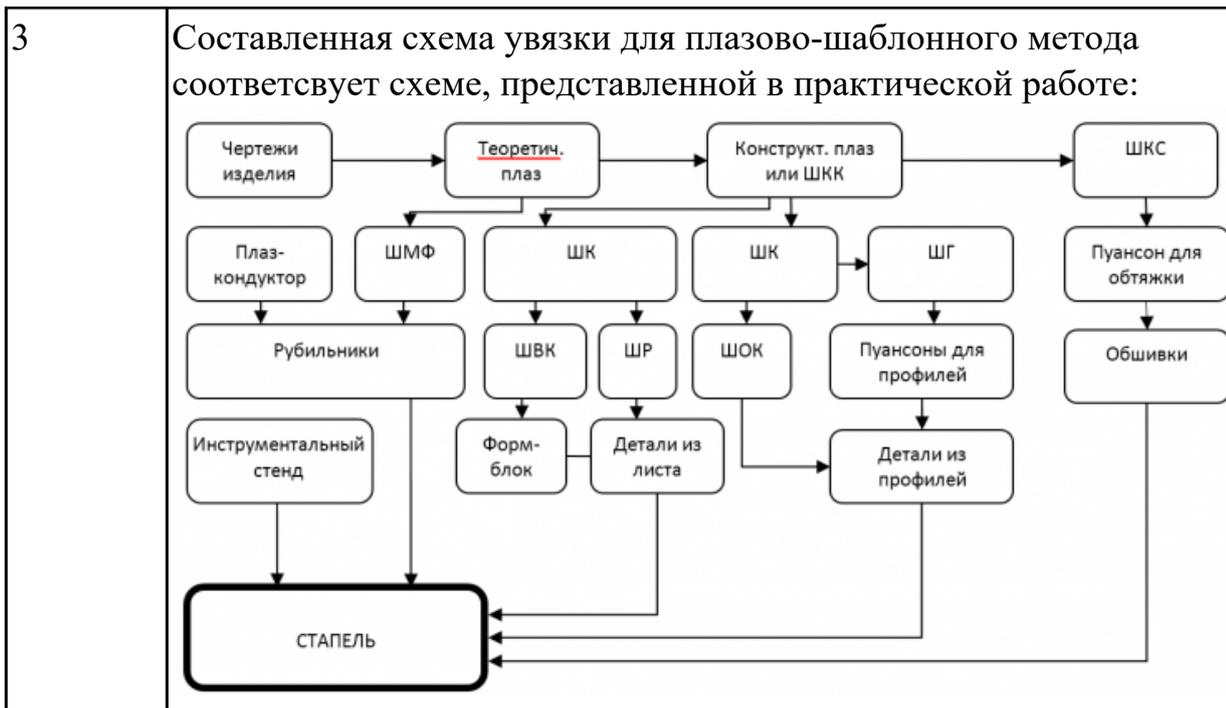 3
Составленная схема увязки для плазово-шаблонного метода
соответсвует схеме, представленной в практической работе:
Чертежи
изделия
Теоретич.
плаз
Конструкт. плаз
или ШКК
ШКС
Плаз-
кондуктор
ШМФ
ШК
ШК
ШГ
Пуансон для
обтяжки
Рубильники
ШВК
ШР
ШОК
Пуансоны для
профилей
Обшивки
Инструментальный
стенд
Форм-
блок
Детали из
листа
Детали из
профилей
СТАПЕЛЬ